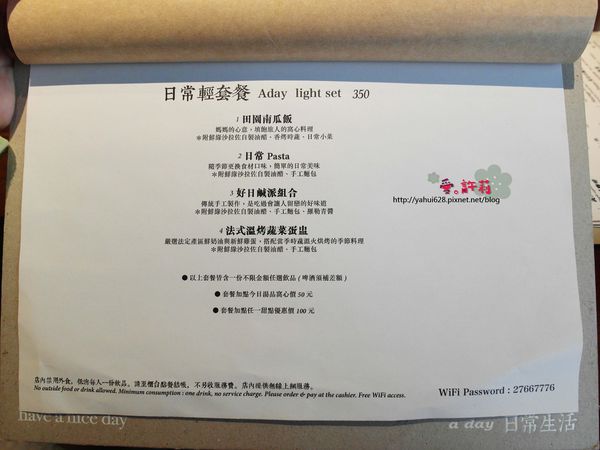 日常輕套餐 Aday light set 350
1 田園南瓜飯
媽媽的心意，填飽旅人的窩心料理
＊附鮮綠沙拉佐自製油醋、香烤時蔬、日常小菜
2 日常 Pasta
隨季節更換食材口味、簡單的日常美味
＊附鮮綠沙拉佐自製油醋、手工麵包
3 好日鹹派組合
傳統手工製作，是吃過會讓人留戀的好味道
＊附鮮綠沙拉佐自製油醋、手工麵包、羅勒青醬
4 法式溫烤蔬菜蛋盅
嚴選法定產區鮮奶油與新鮮雞蛋，搭配當季時蔬溫火烘烤的季節料理
＊附鮮綠沙拉佐自製油醋、手工麵包
愛。許莉
http://yahui628.pixnet.net/blog
● 以上套餐皆含一份不限金額任選飲品 ( 啤酒須補差額 )
● 套餐加點今日湯品窩心價 50 元
● 套餐加點任一甜點優惠價 100 元
店內禁用外食，低消每人一份飲品。請至櫃台點餐結帳，不另收服務費。店內提供無線上網服務。
No outside food or drink allowed. Minimum consumption : one drink, no service charge. Please order & pay at the cashier. Free WiFi access.
WiFi Password : 27667776
have a nice day
a day 日常生活